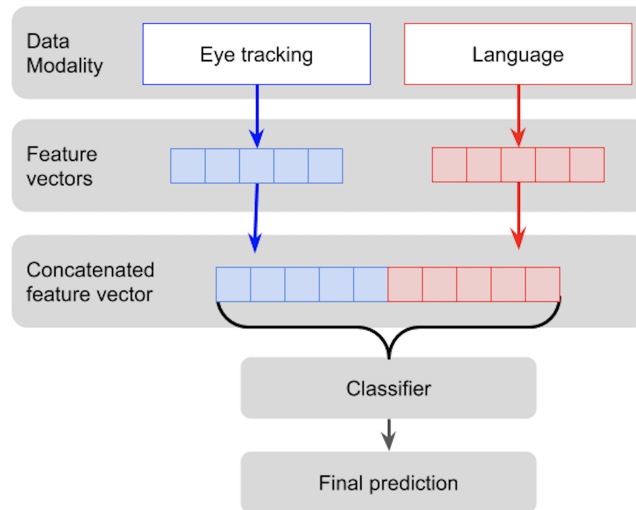 Data
Modality
Eye tracking
Language
Feature
vectors
Concatenated
feature vector
Classifier
Final prediction